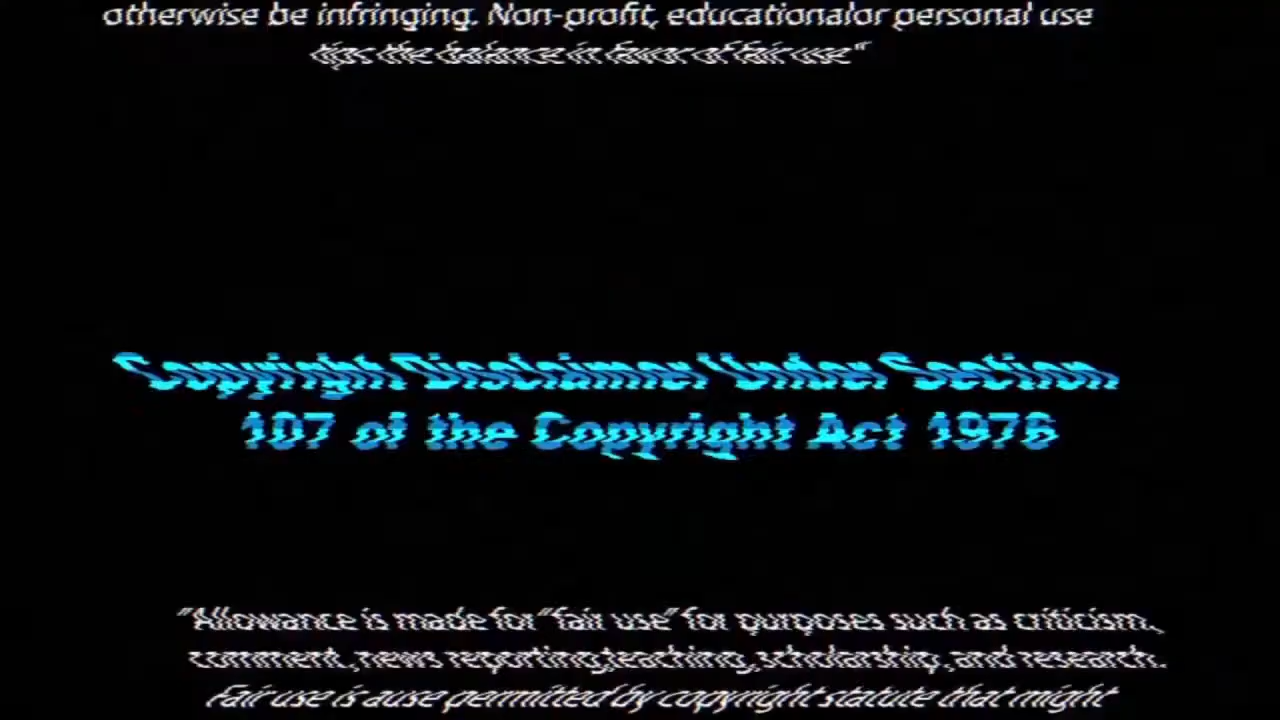 otherwise be infringing. Non-profit, educationalor personal use
tips the balance in favor of fair use"
Copyright Disclaimer Under Section
107 of the Copyright Act 1976
"Allowance is made for "fair use" for purposes such as criticism,
comment, news reporting,teaching, scholarship, and research.
Fair use is ause permitted by copyright statute that might